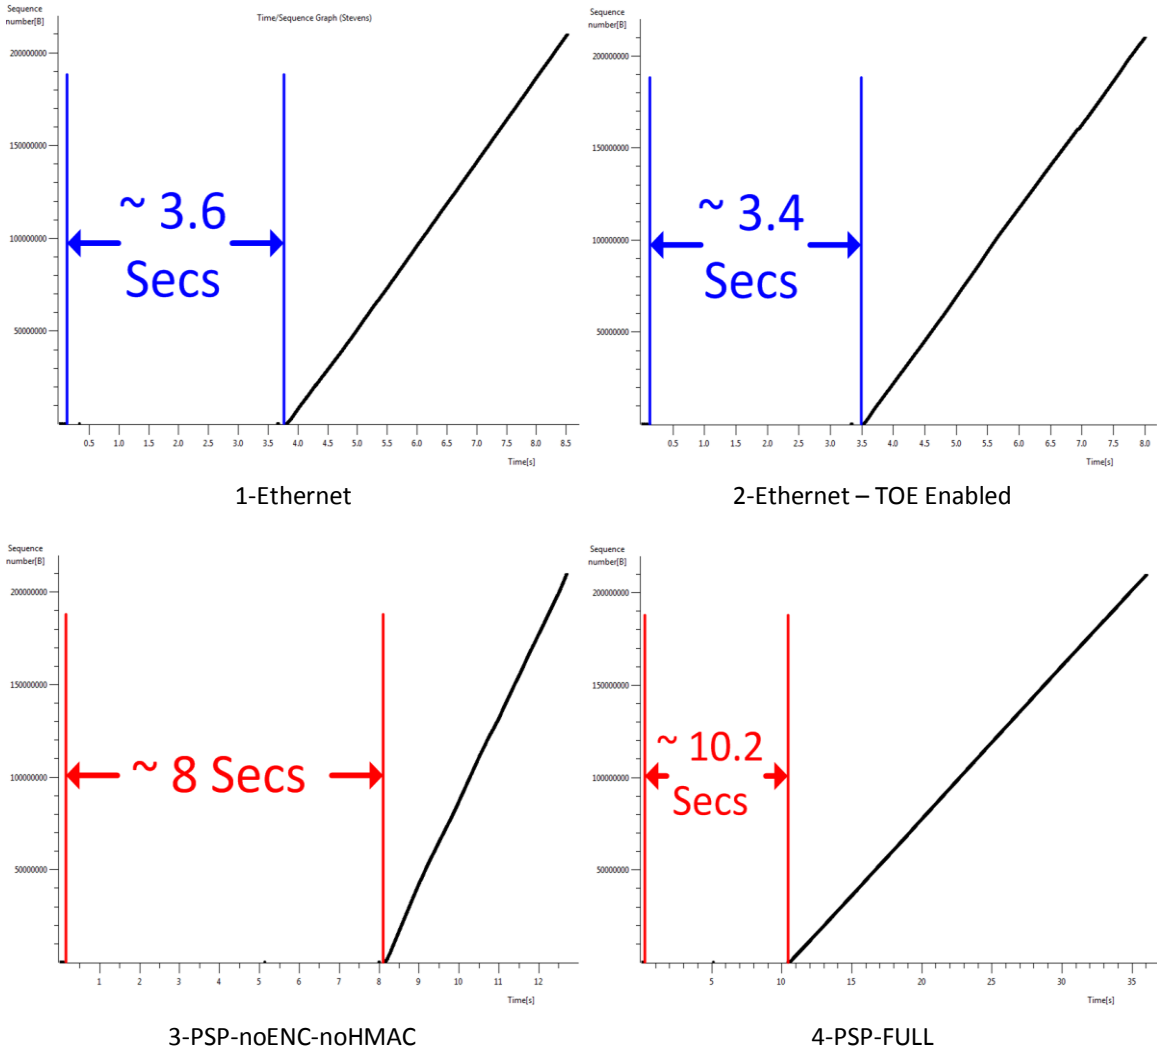 Sequence
number[B]
Time/Sequence Graph (Stevens)
200000000
150000000
100000000
50000000
~ 3.6
Secs
0.5 1.0 1.5 2.0 2.5 3.0 3.5 4.0 4.5 5.0 5.5 6.0 6.5 7.0 7.5 8.0 8.5
Time[s]
1-Ethernet
Sequence
number[B]
200000000
150000000
100000000
50000000
~ 3.4
Secs
0.5 1.0 1.5 2.0 2.5 3.0 3.5 4.0 4.5 5.0 5.5 6.0 6.5 7.0 7.5 8.0
Time[s]
2-Ethernet – TOE Enabled
Sequence
number[B]
200000000
150000000
100000000
50000000
~ 8 Secs
1 2 3 4 5 6 7 8 9 10 11 12
Time[s]
3-PSP-noENC-noHMAC
Sequence
number[B]
200000000
150000000
100000000
50000000
~ 10.2
Secs
5 10 15 20 25 30 35
Time[s]
4-PSP-FULL